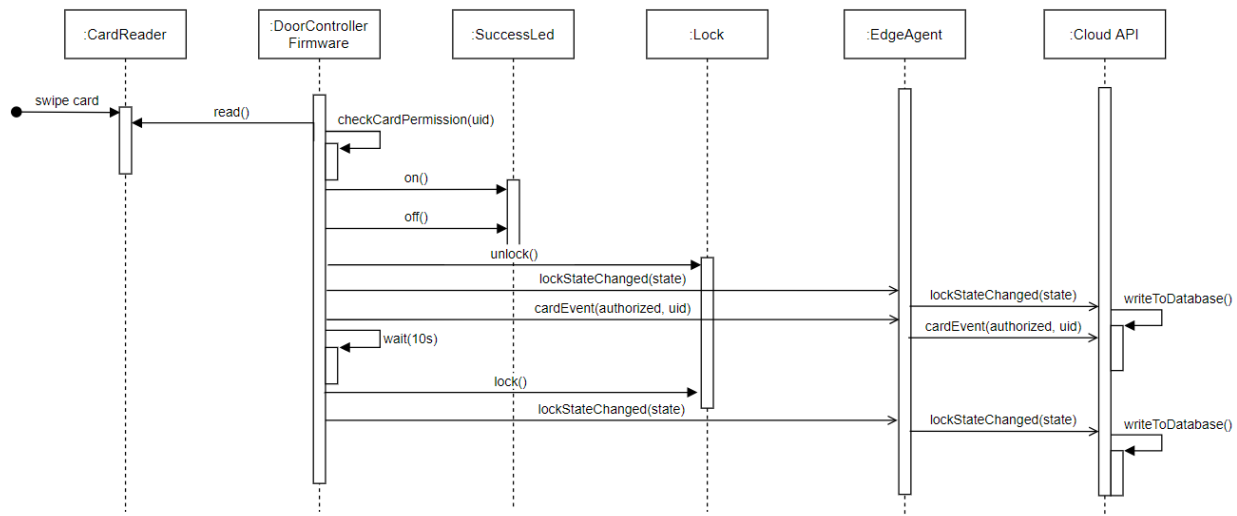 :CardReader
:DoorController
Firmware
:SuccessLed
:Lock
:EdgeAgent
:Cloud API
swipe card
read()
checkCardPermission(uid)
on()
off()
unlock()
lockStateChanged(state)
lockStateChanged(state)
writeToDatabase()
cardEvent(authorized, uid)
cardEvent(authorized, uid)
wait(10s)
lock()
lockStateChanged(state)
lockStateChanged(state)
writeToDatabase()